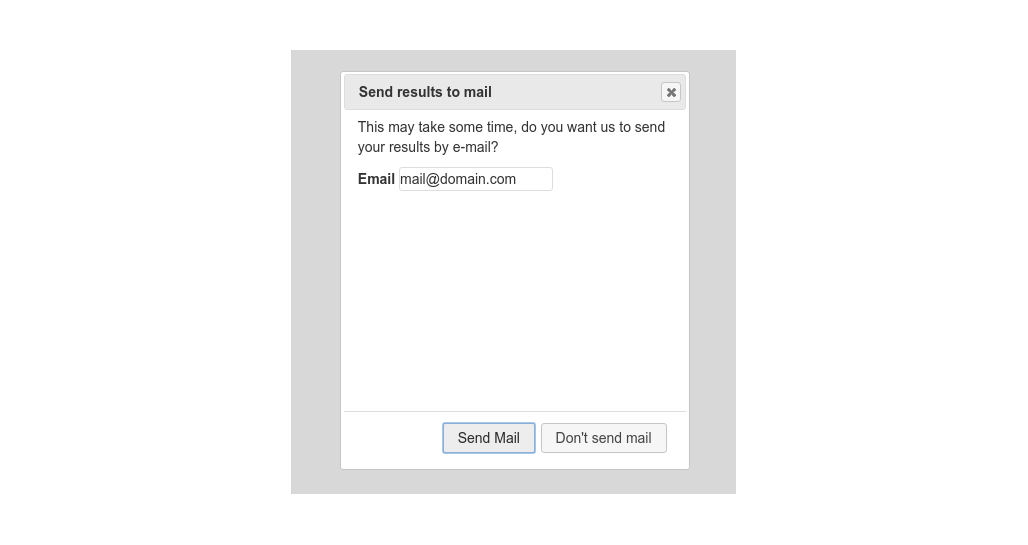 Send results to mail
This may take some time, do you want us to send
your results by e-mail?
Email mail@domain.com
Send Mail Don't send mail